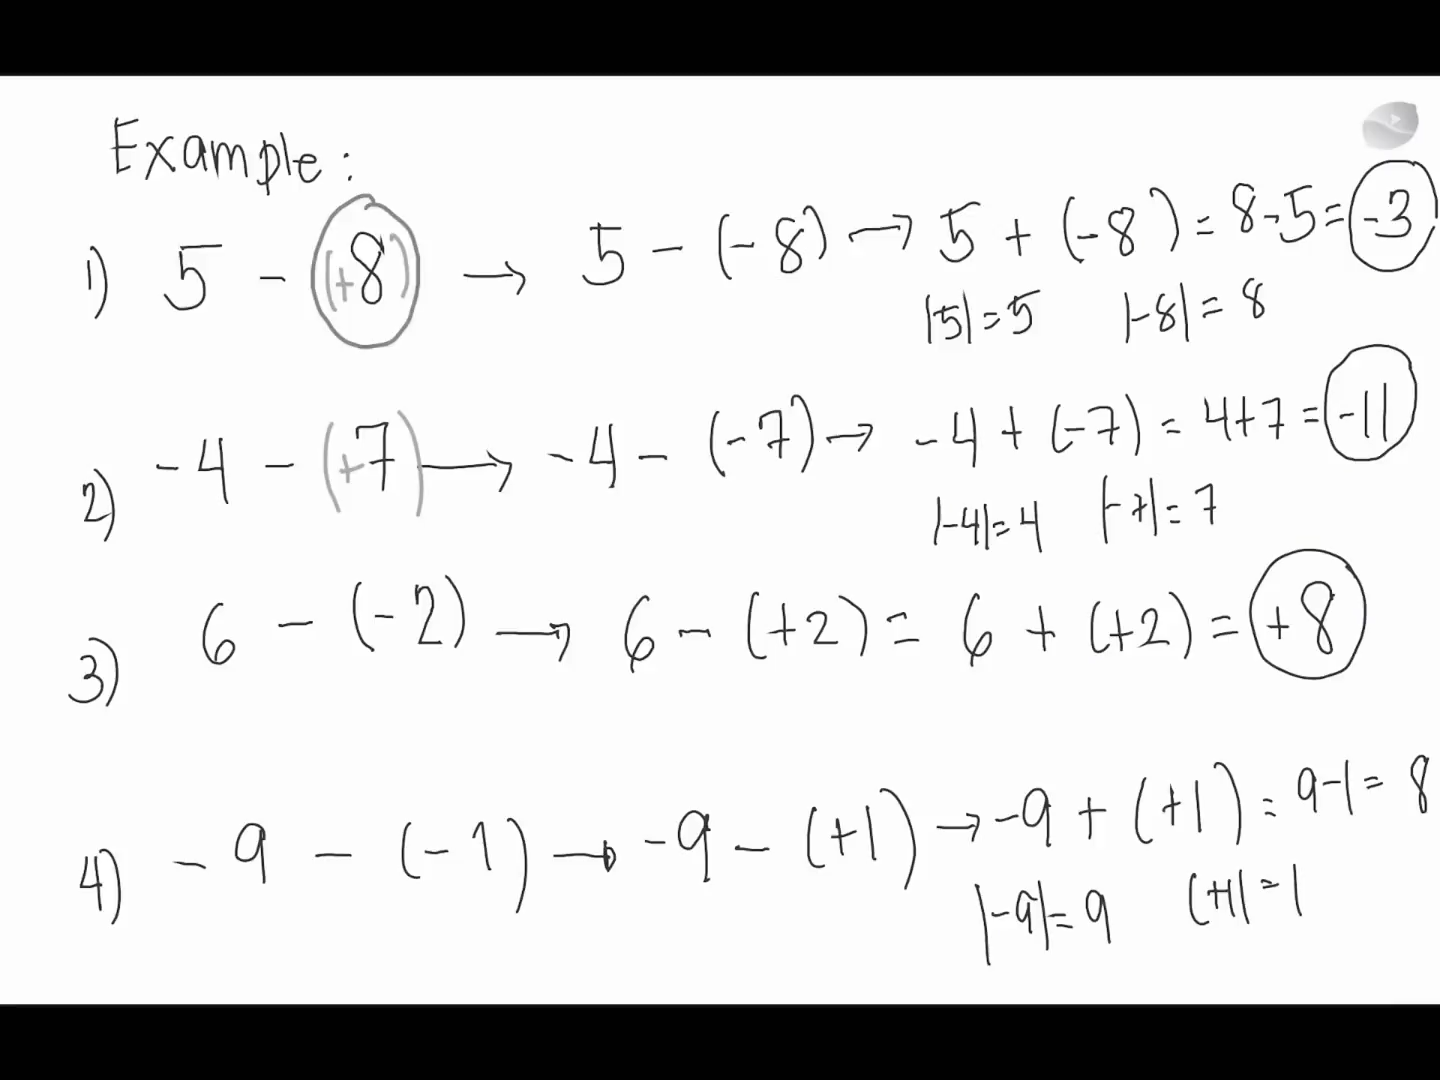 Example:
1) 5 - (+8) → 5 - (-8) → 5 + (-8) = 8-5 = -3
|5| = 5 |-8| = 8
2) -4 - (+7) → -4 - (-7) → -4 + (-7) = 4+7 = -11
|-4| = 4 |-7| = 7
3) 6 - (-2) → 6 - (+2) = 6 + (+2) = +8
4) -9 - (-1) → -9 - (+1) → -9 + (+1) = 9-1 = 8
|-9| = 9 |+1| = 1